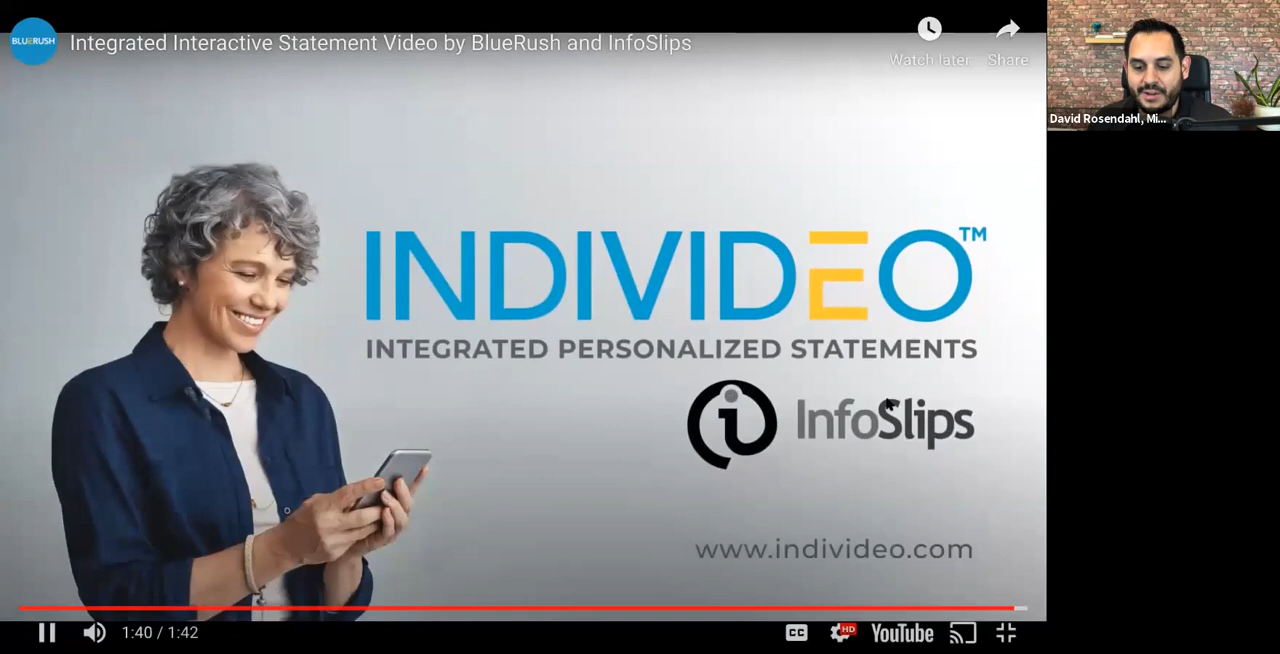 BLUERUSH
Integrated Interactive Statement Video by BlueRush and InfoSlips
Watch later
Share
David Rosendahl, Mi...
INDIVIDEO™
INTEGRATED PERSONALIZED STATEMENTS
i InfoSlips
www.individeo.com
1:40 / 1:42
CC
HD
YouTube